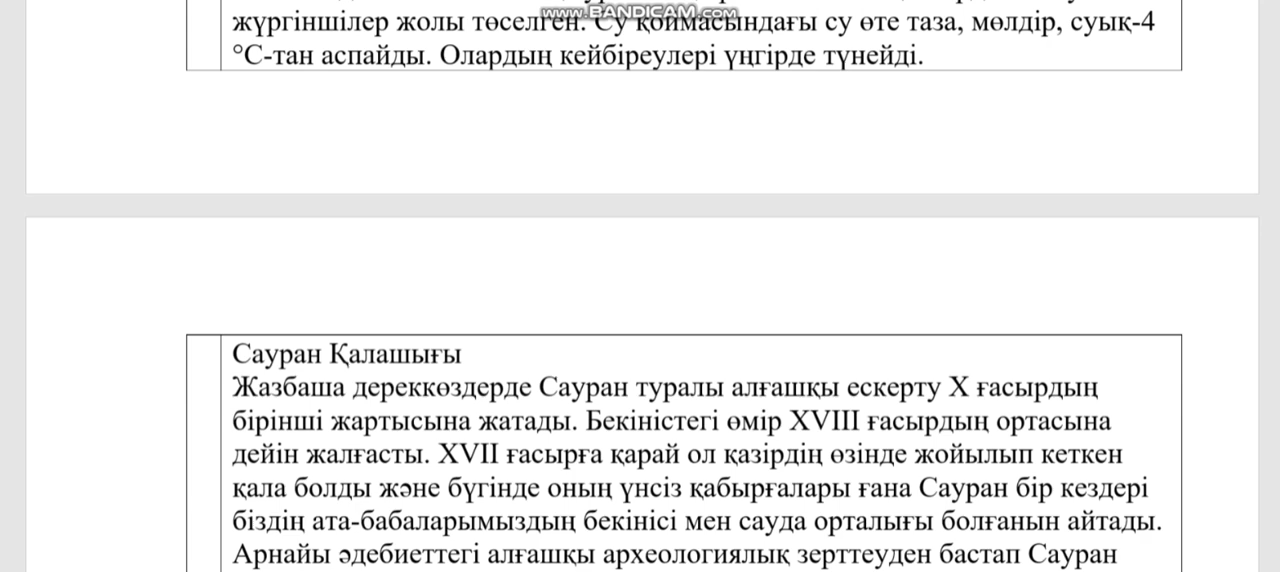 www.BANDICAM.com
жүргіншілер жолы төселген. Су қоймасындағы су өте таза, мөлдір, суық-4
°С-тан аспайды. Олардың кейбіреулері үңгірде түнейді.
Сауран Қалашығы
Жазбаша дереккөздерде Сауран туралы алғашқы ескерту X ғасырдың
бірінші жартысына жатады. Бекіністегі өмір XVIII ғасырдың ортасына
дейін жалғасты. XVII ғасырға қарай ол қазірдің өзінде жойылып кеткен
қала болды және бүгінде оның үнсіз қабырғалары ғана Сауран бір кездері
біздің ата-бабаларымыздың бекінісі мен сауда орталығы болғанын айтады.
Арнайы әдебиеттегі алғашқы археологиялық зерттеуден бастап Сауран